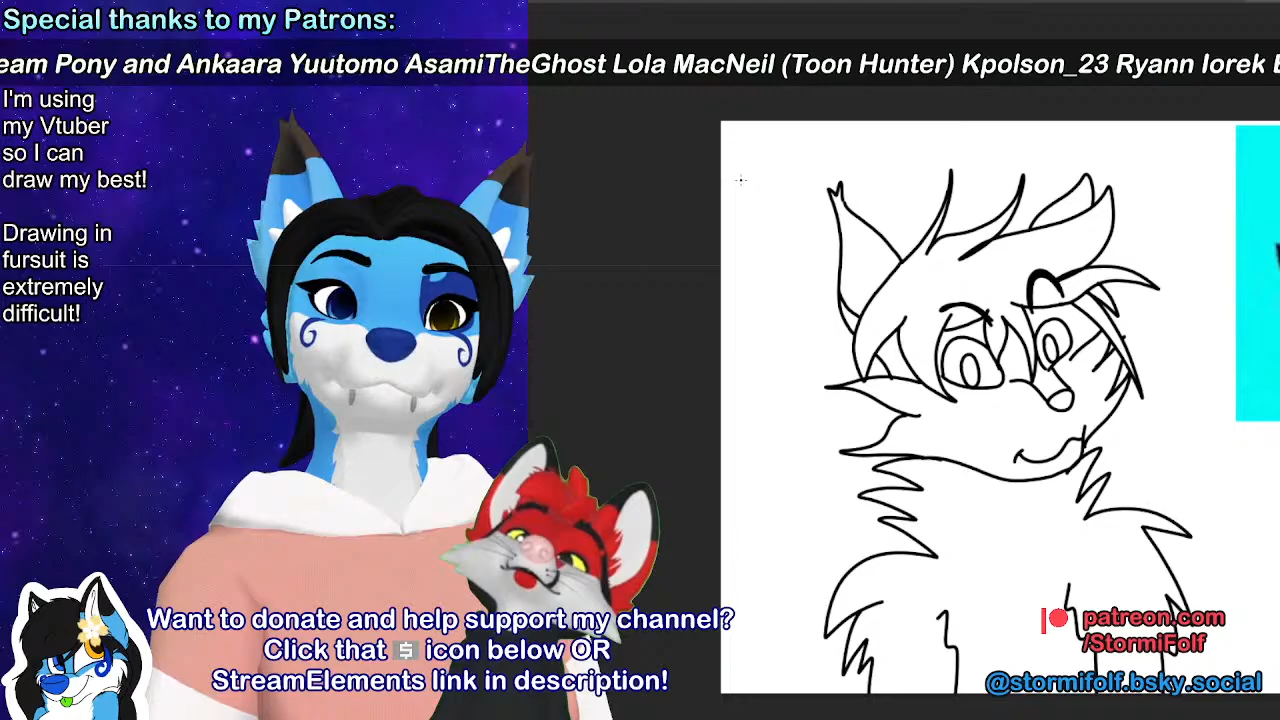 Special thanks to my Patrons:
eam Pony and Ankaara Yuutomo AsamiTheGhost Lola MacNeil (Toon Hunter) Kpolson_23 Ryann Iorek
I'm using
my Vtuber
so I can
draw my best!
Drawing in
fursuit is
extremely
difficult!
Want to donate and help support my channel?
Click that 💲 icon below OR
StreamElements link in description!
patreon.com
/StormiFolf
@stormifolf.bsky.social